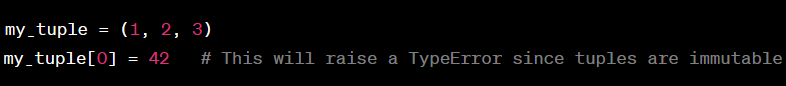 my_tuple = (1, 2, 3)
my_tuple[0] = 42   # This will raise a TypeError since tuples are immutable